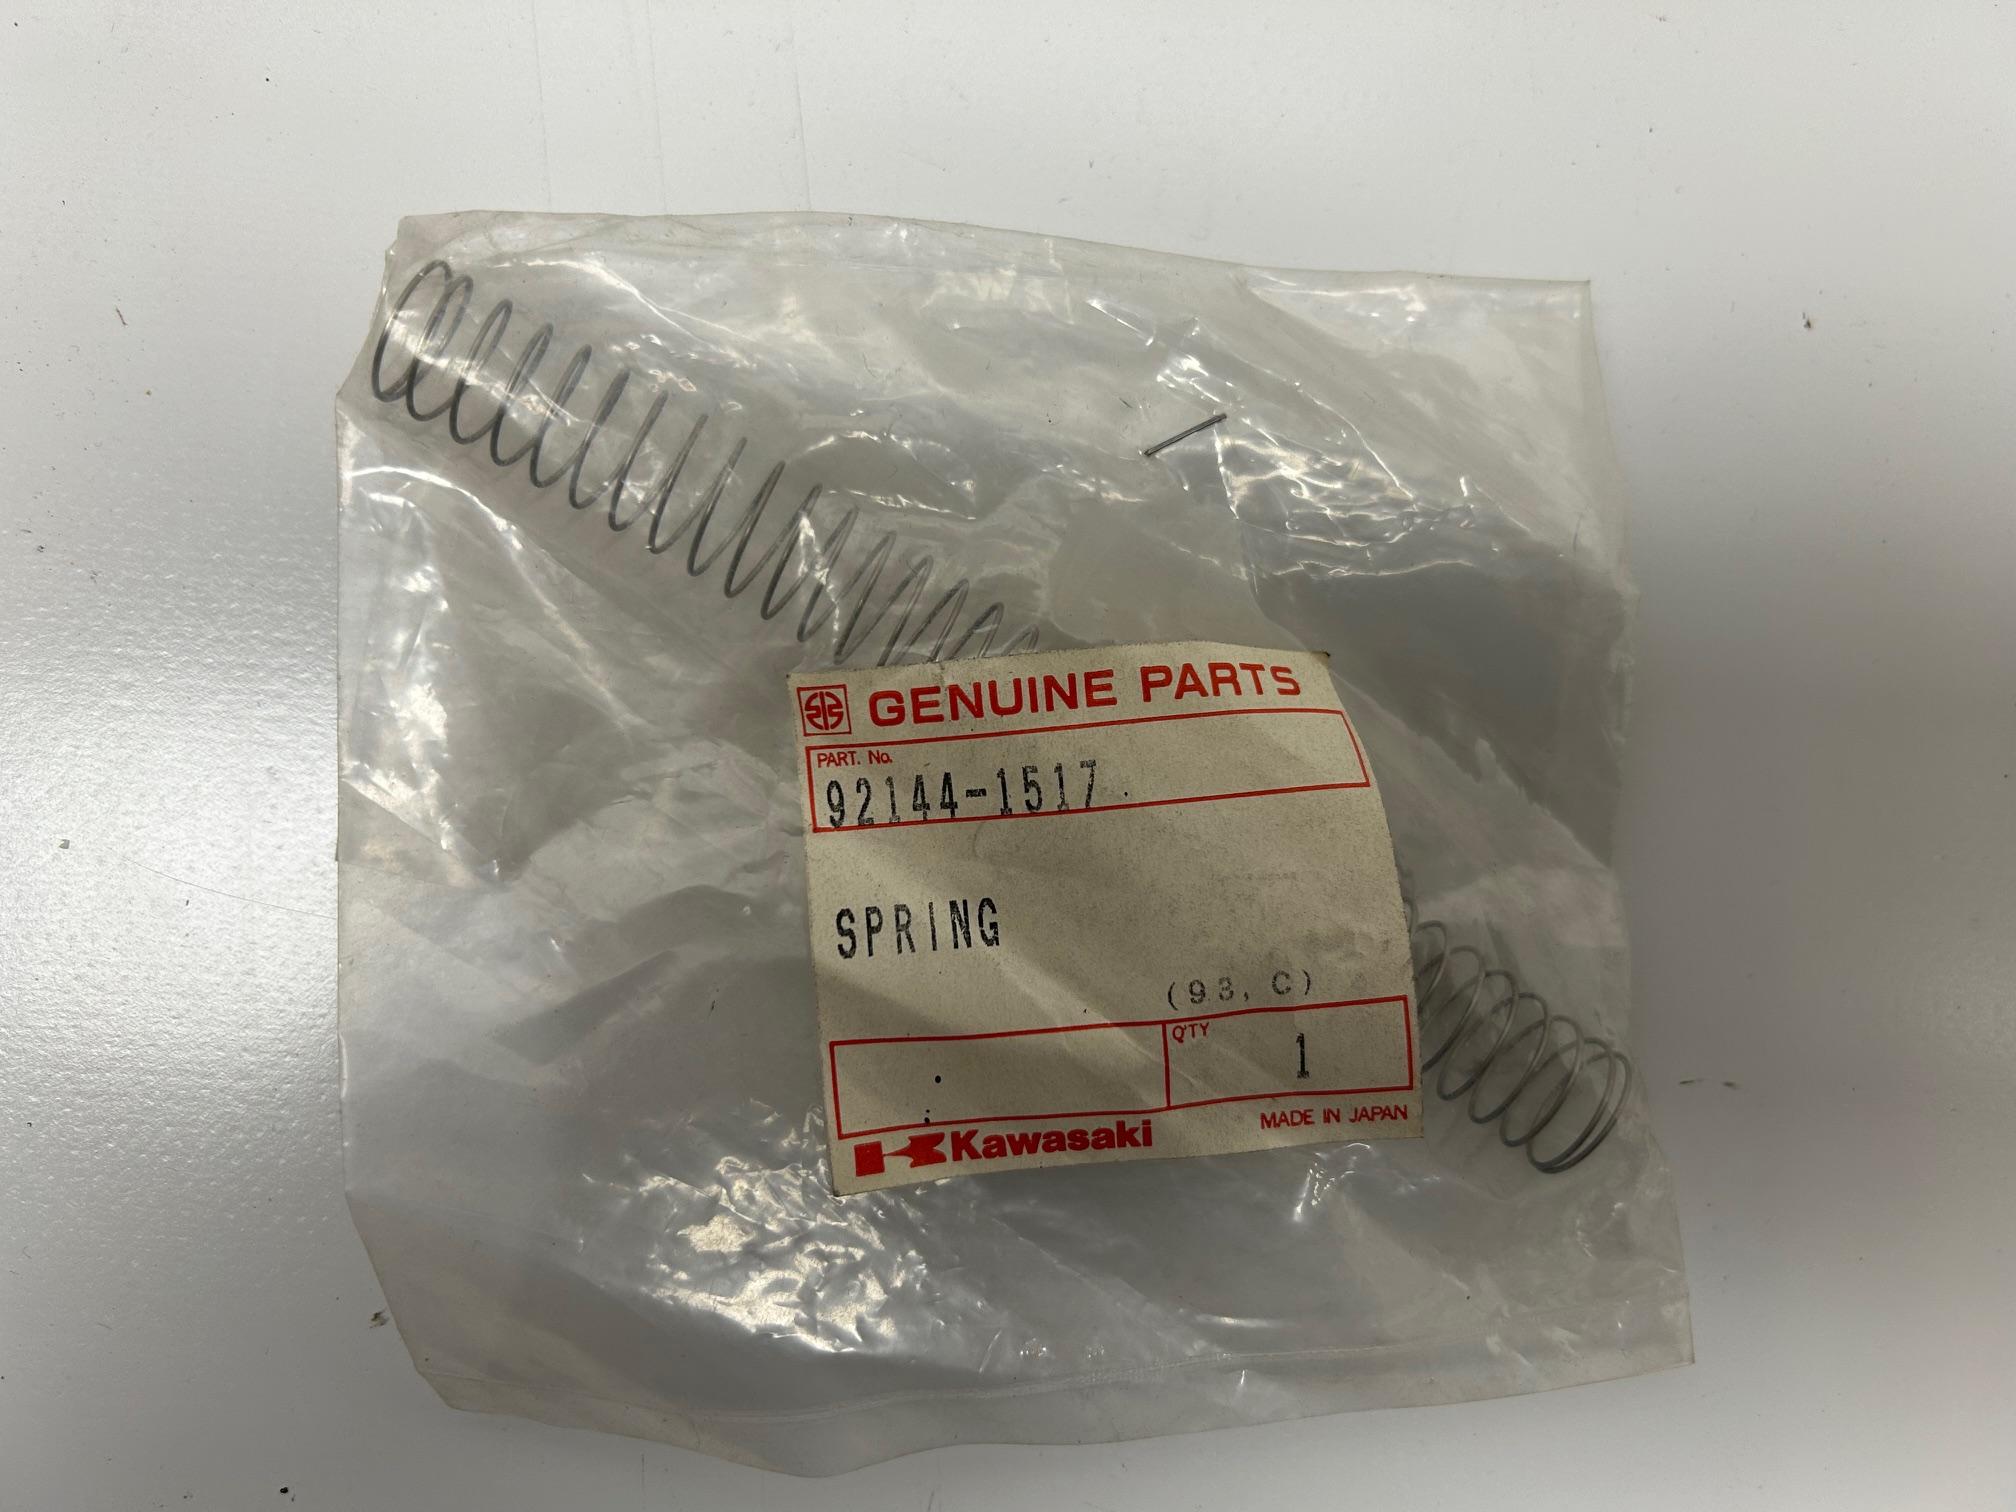 GENUINE PARTS
PART. No.
92144-1517
SPRING
(93, C)
Q'TY
1
Kawasaki
MADE IN JAPAN